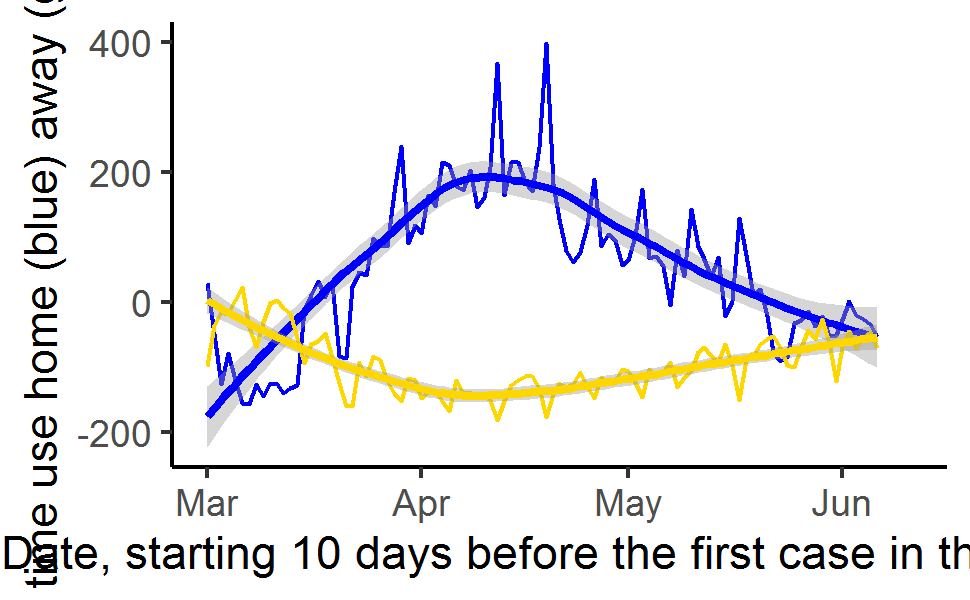 time use home (blue) away (g
400
200
0
-200
Mar Apr May Jun
Date, starting 10 days before the first case in th